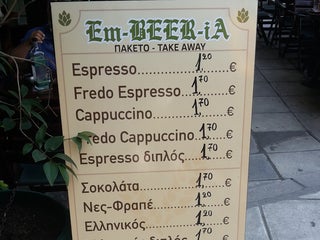 Em-BEER-iA
ΠΑΚΕΤΟ - TAKE AWAY
Espresso 1,20 €
Fredo Espresso 1,70 €
Cappuccino 1,70 €
Fredo Cappuccino 1,70 €
Espresso διπλός 1,70 €
Σοκολάτα 1,70 €
Νες-Φραπέ 1,20 €
Ελληνικός 1,20 €